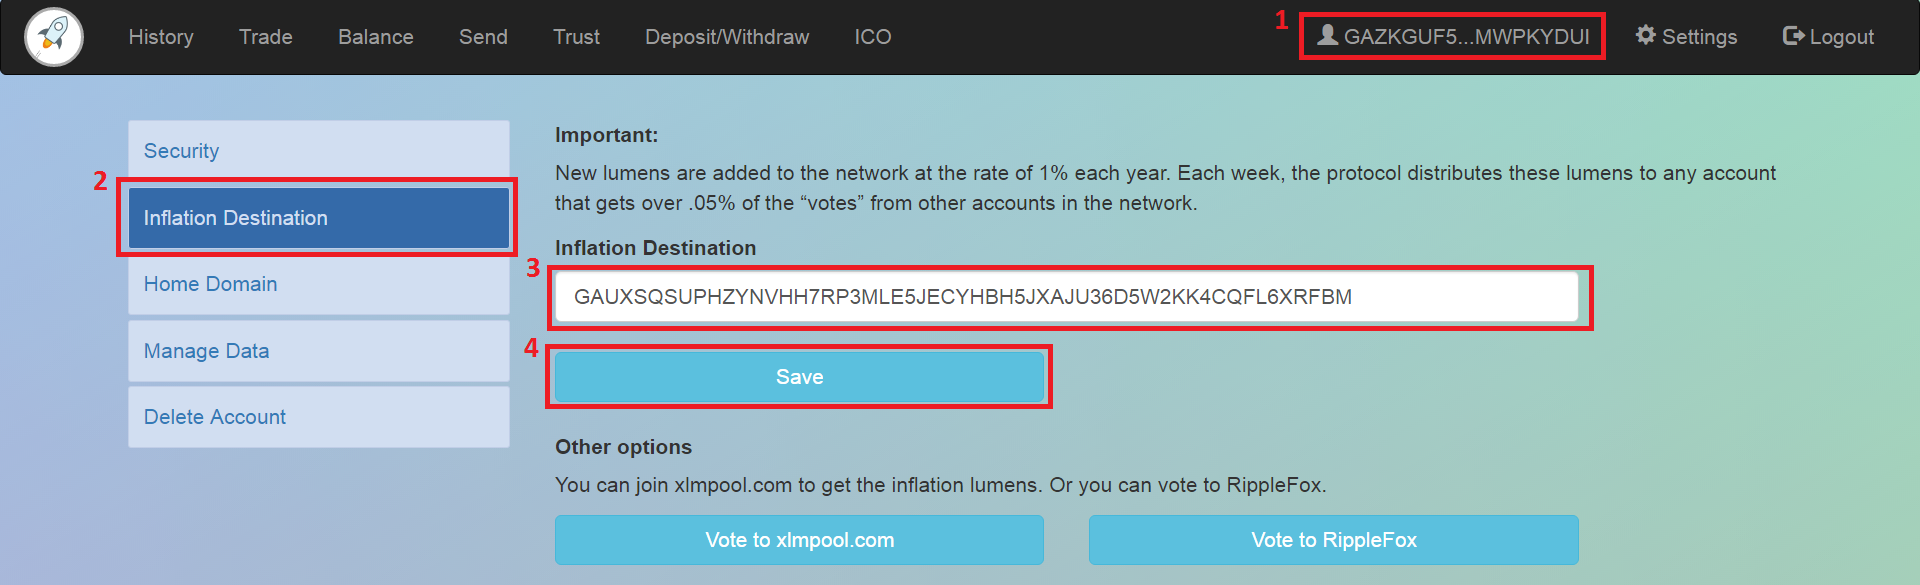 History Trade Balance Send Trust Deposit/Withdraw ICO 1 GAZKGUF5...MWPKYDUI Settings Logout
Security
2
Inflation Destination
Home Domain
Manage Data
Delete Account
Important:
New lumens are added to the network at the rate of 1% each year. Each week, the protocol distributes these lumens to any account
that gets over .05% of the “votes” from other accounts in the network.
Inflation Destination
3
GAUXSQSUPHZYNVHH7RP3MLE5JECYHBH5JXAJU36D5W2KK4CQFL6XRFBM
4
Save
Other options
You can join xlmpool.com to get the inflation lumens. Or you can vote to RippleFox.
Vote to xlmpool.com Vote to RippleFox